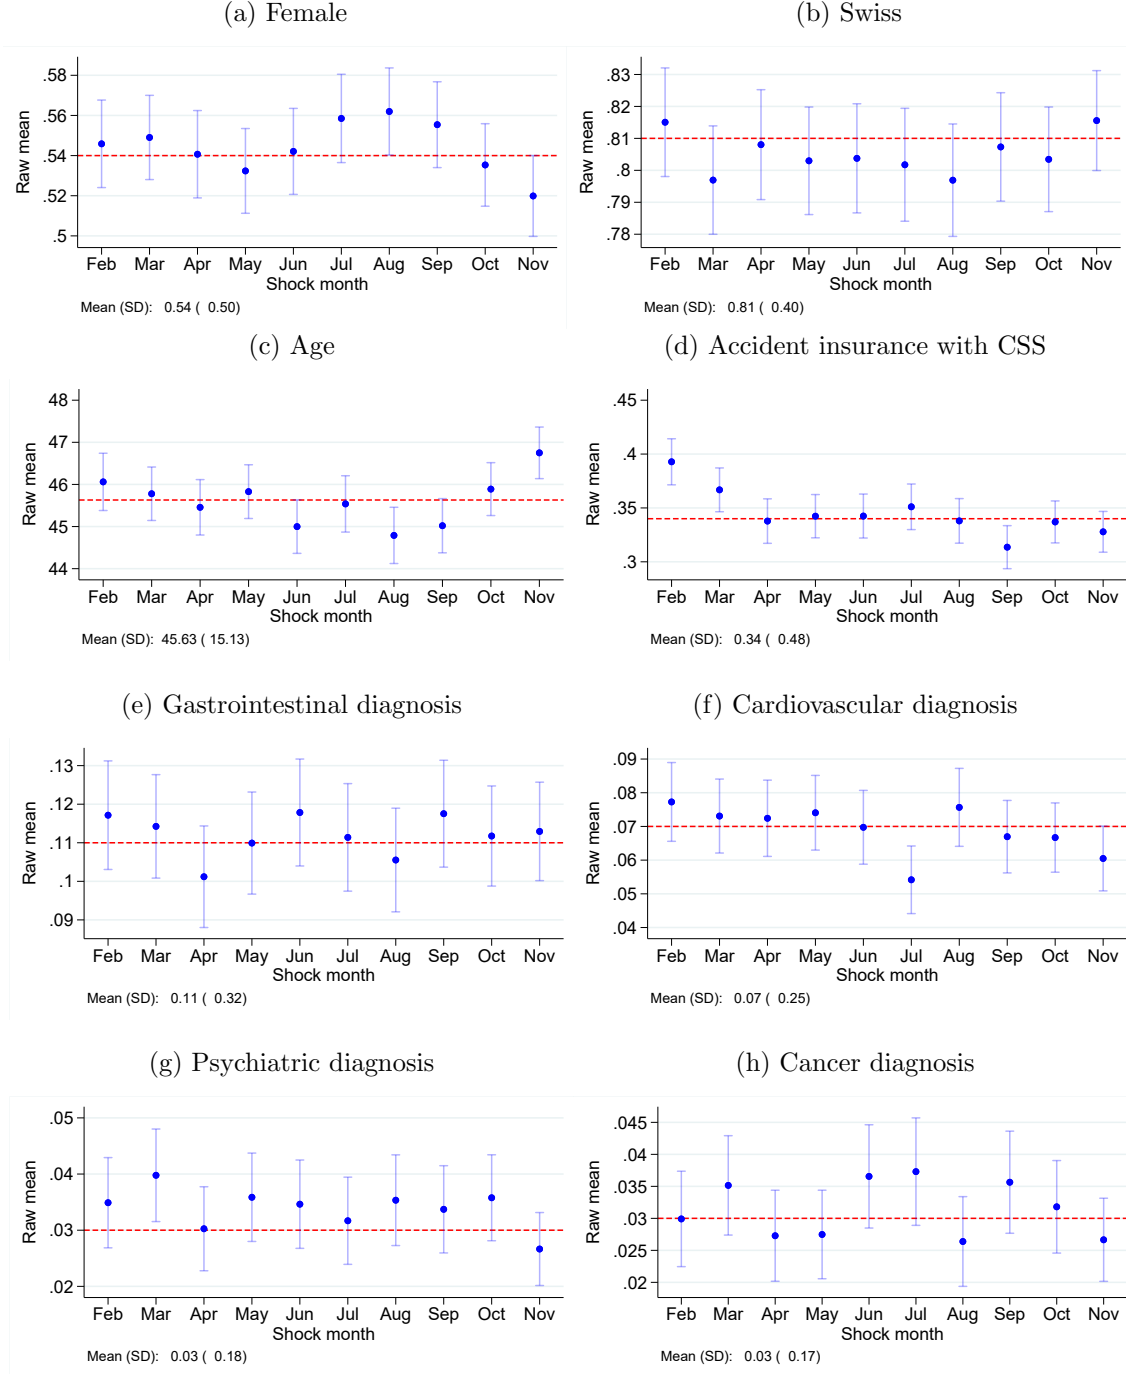 (a) Female
(b) Swiss
.58
.56
.54
.52
.5
Raw mean
Feb Mar Apr May Jun Jul Aug Sep Oct Nov
Shock month
Mean (SD): 0.54 ( 0.50)
.83
.82
.81
.8
.79
.78
Raw mean
Feb Mar Apr May Jun Jul Aug Sep Oct Nov
Shock month
Mean (SD): 0.81 ( 0.40)
(c) Age
(d) Accident insurance with CSS
48
47
46
45
44
Raw mean
Feb Mar Apr May Jun Jul Aug Sep Oct Nov
Shock month
Mean (SD): 45.63 ( 15.13)
.45
.4
.35
.3
Raw mean
Feb Mar Apr May Jun Jul Aug Sep Oct Nov
Shock month
Mean (SD): 0.34 ( 0.48)
(e) Gastrointestinal diagnosis
(f) Cardiovascular diagnosis
.13
.12
.11
.1
.09
Raw mean
Feb Mar Apr May Jun Jul Aug Sep Oct Nov
Shock month
Mean (SD): 0.11 ( 0.32)
.09
.08
.07
.06
.05
.04
Raw mean
Feb Mar Apr May Jun Jul Aug Sep Oct Nov
Shock month
Mean (SD): 0.07 ( 0.25)
(g) Psychiatric diagnosis
(h) Cancer diagnosis
.05
.04
.03
.02
Raw mean
Feb Mar Apr May Jun Jul Aug Sep Oct Nov
Shock month
Mean (SD): 0.03 ( 0.18)
.045
.04
.035
.03
.025
.02
Raw mean
Feb Mar Apr May Jun Jul Aug Sep Oct Nov
Shock month
Mean (SD): 0.03 ( 0.17)